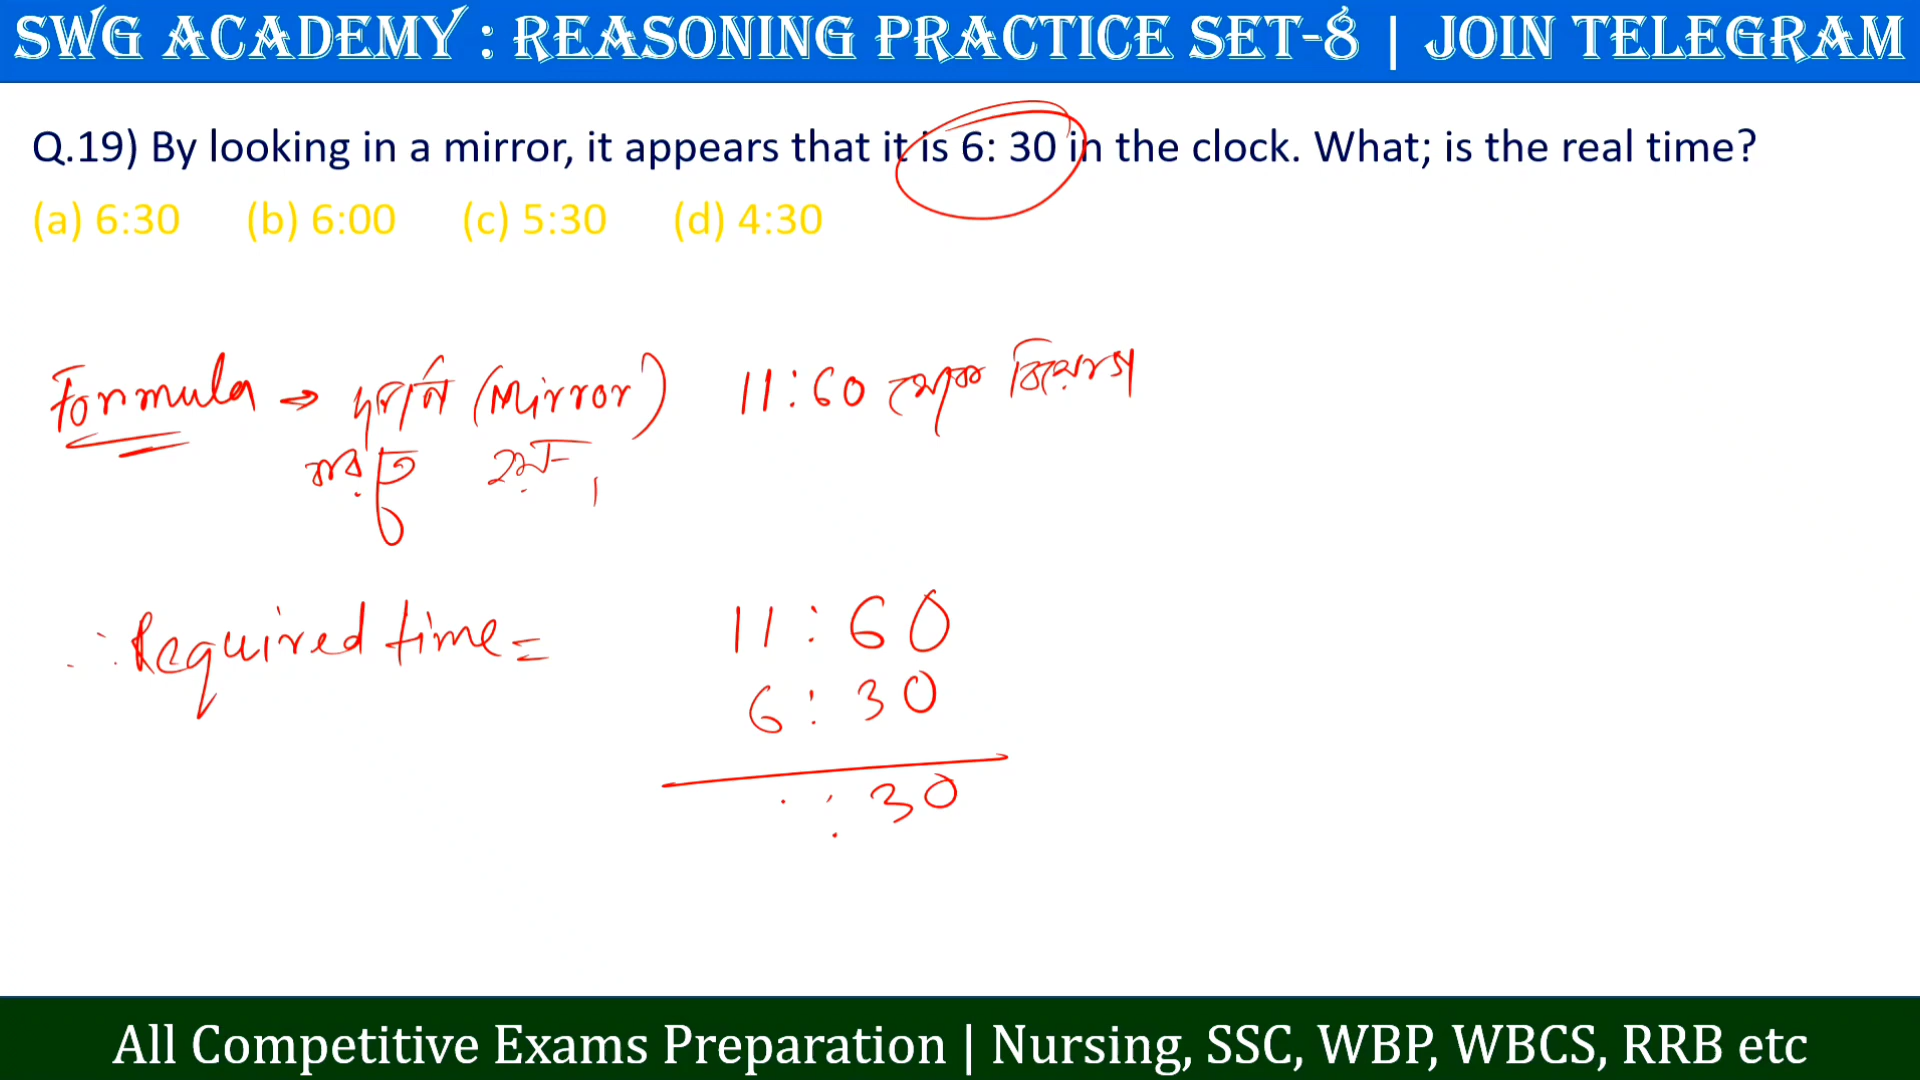 SWG ACADEMY : REASONING PRACTICE SET-8 | JOIN TELEGRAM
Q.19) By looking in a mirror, it appears that it is 6: 30 in the clock. What; is the real time?
(a) 6:30 (b) 6:00 (c) 5:30 (d) 4:30
Formula → দর্পণ (Mirror) 11:60 থেকে বিয়োগ
করতে হয়।
∴ Required time =
11 : 60
6 : 30
: 30
All Competitive Exams Preparation | Nursing, SSC, WBP, WBCS, RRB etc